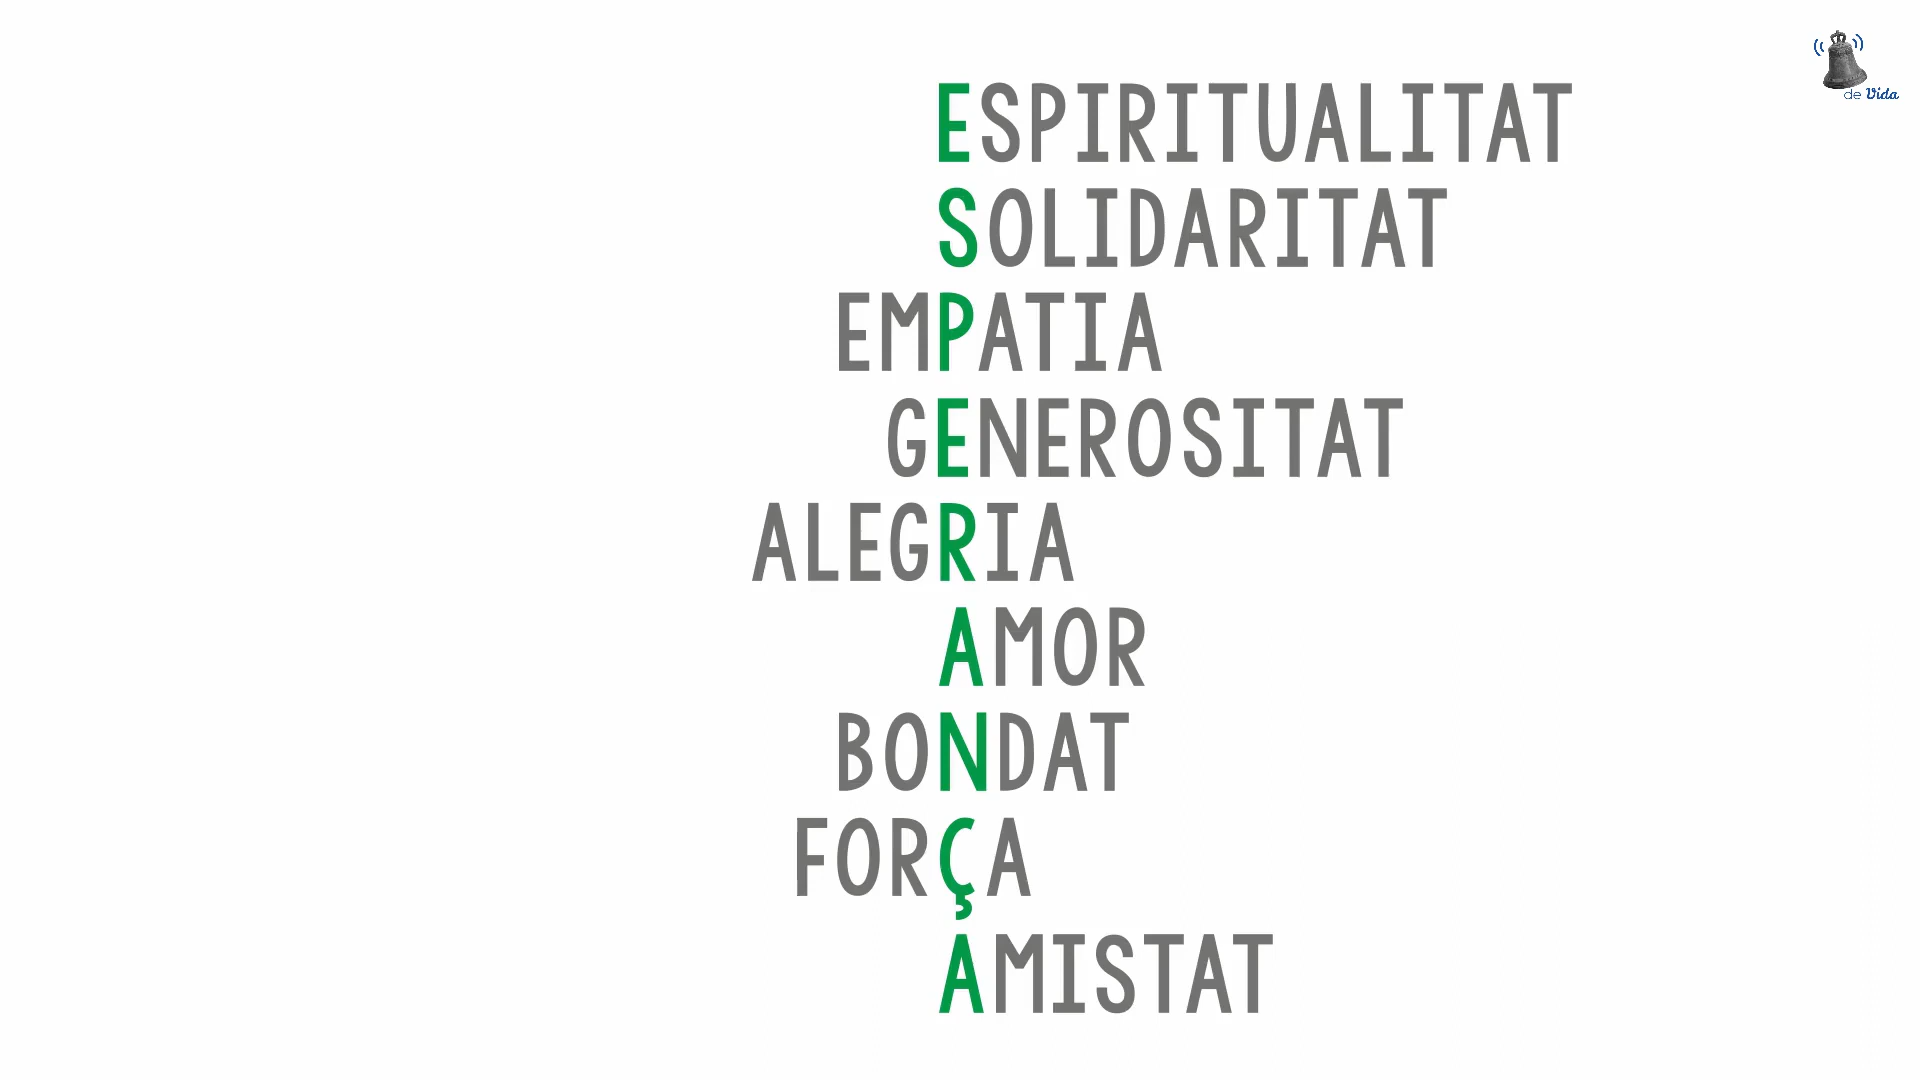 ESPIRITUALITAT
SOLIDARITAT
EMPATIA
GENEROSITAT
ALEGRIA
AMOR
BONDAT
FORÇA
AMISTAT
de Vida